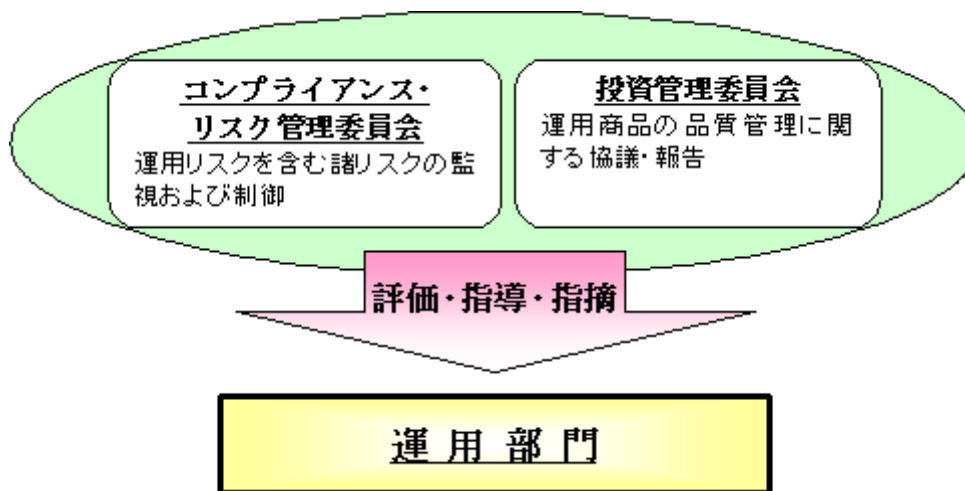 コンプライアンス・
リスク管理委員会
運用リスクを含む諸リスクの監
視および制御
投資管理委員会
運用商品の品質管理に関
する協議・報告
評価・指導・指摘
運用部門